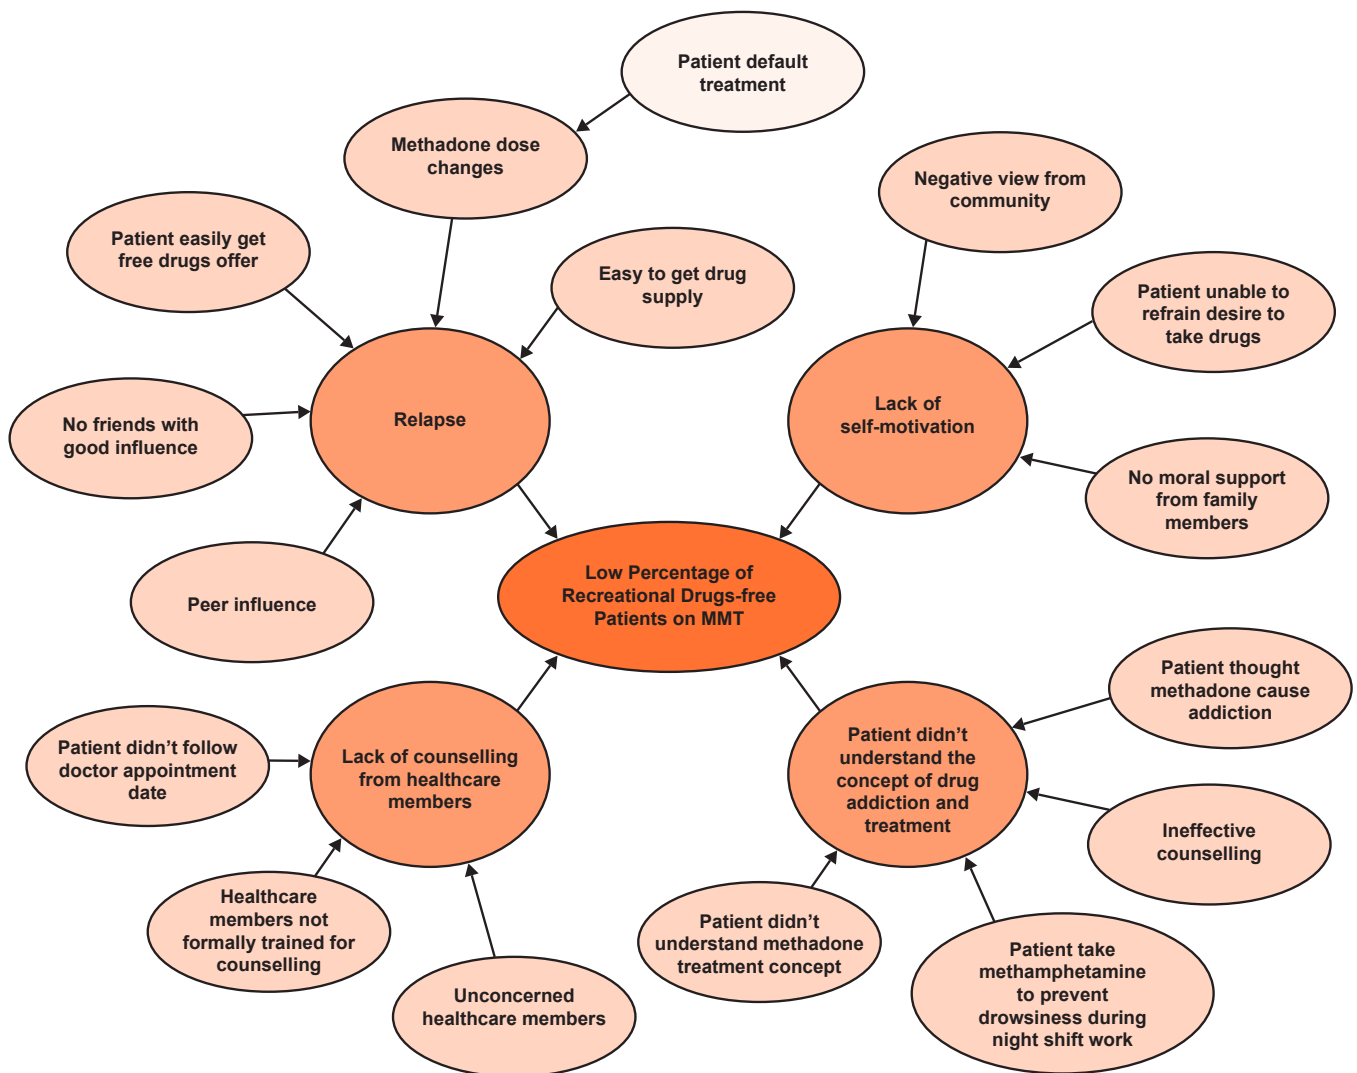 Patient default
treatment
Methadone dose
changes
Negative view from
community
Patient easily get
free drugs offer
Easy to get drug
supply
Patient unable to
refrain desire to
take drugs
No friends with
good influence
Relapse
Lack of
self-motivation
No moral support
from family
members
Peer influence
Low Percentage of
Recreational Drugs-free
Patients on MMT
Patient thought
methadone cause
addiction
Patient didn’t follow
doctor appointment
date
Lack of counselling
from healthcare
members
Patient didn’t
understand the
concept of drug
addiction and
treatment
Ineffective
counselling
Healthcare
members not
formally trained for
counselling
Unconcerned
healthcare members
Patient didn’t
understand methadone
treatment concept
Patient take
methamphetamine
to prevent
drowsiness during
night shift work